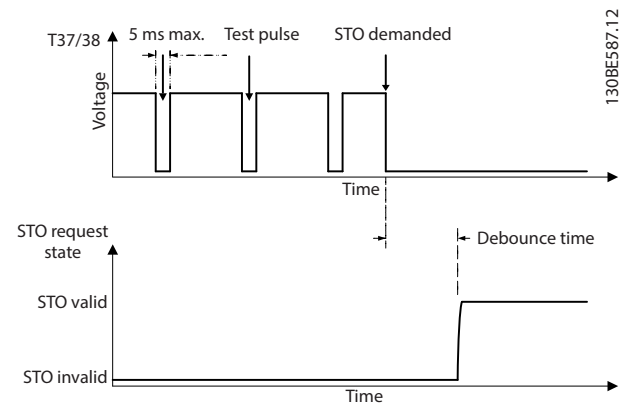 T37/38
5 ms max.
Test pulse
STO demanded
130BE587.12
Voltage
Time
STO request
state
Debounce time
STO valid
STO invalid
Time